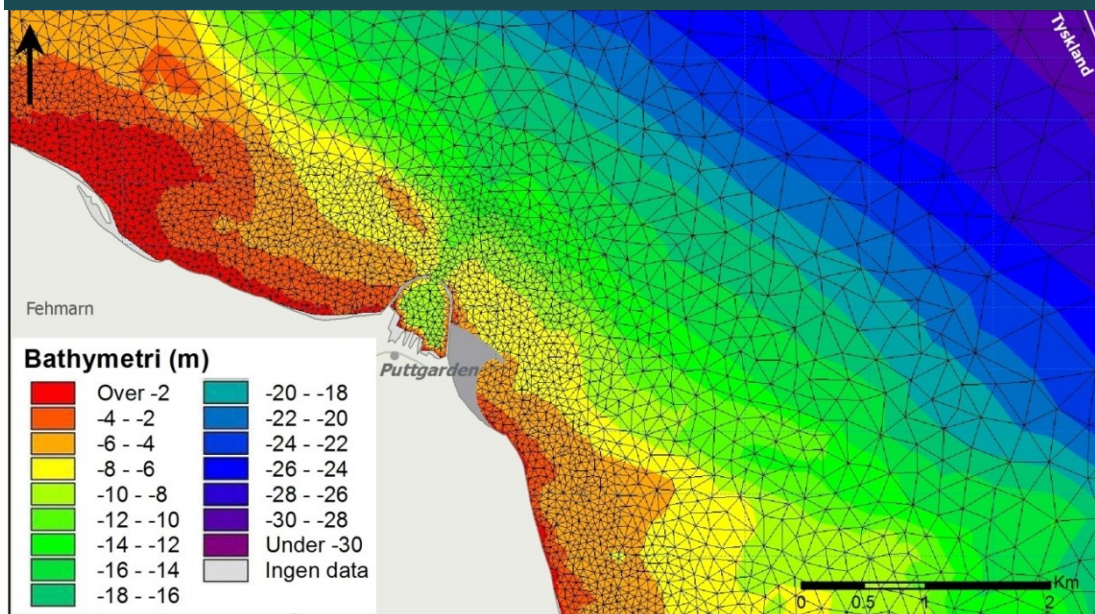 Tyskland
Fehmarn
Puttgarden
Bathymetri (m)
Over -2
-4 - -2
-6 - -4
-8 - -6
-10 - -8
-12 - -10
-14 - -12
-16 - -14
-18 - -16
-20 - -18
-22 - -20
-24 - -22
-26 - -24
-28 - -26
-30 - -28
Under -30
Ingen data
Km
0 0.5 1 2